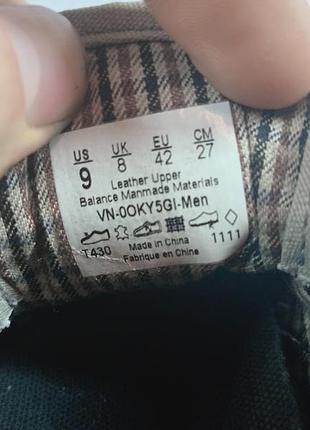 US UK EU CM
9 8 42 27
Leather Upper
Balance Manmade Materials
VN-0OKY5GI-Men
T430 Made in China 1111
Fabrique en Chine